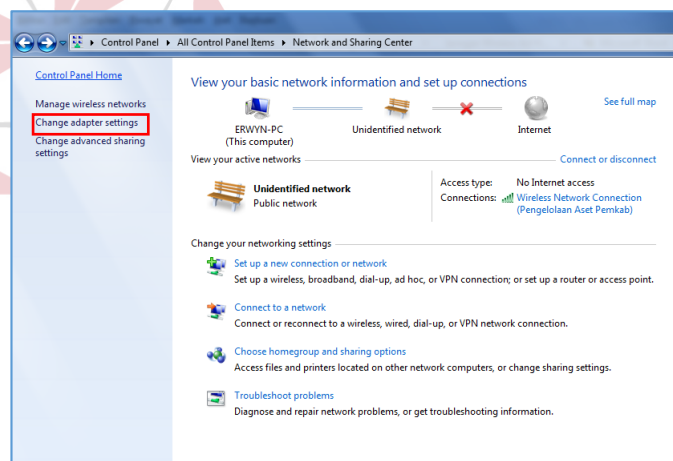 Control Panel ▸ All Control Panel Items ▸ Network and Sharing Center
Control Panel Home
Manage wireless networks
Change adapter settings
Change advanced sharing
settings
View your basic network information and set up connections
See full map
ERWYN-PC
(This computer)
Unidentified network
Internet
View your active networks
Connect or disconnect
Unidentified network
Public network
Access type: No Internet access
Connections: Wireless Network Connection
(Pengelolaan Aset Pemkab)
Change your networking settings
Set up a new connection or network
Set up a wireless, broadband, dial-up, ad hoc, or VPN connection; or set up a router or access point.
Connect to a network
Connect or reconnect to a wireless, wired, dial-up, or VPN network connection.
Choose homegroup and sharing options
Access files and printers located on other network computers, or change sharing settings.
Troubleshoot problems
Diagnose and repair network problems, or get troubleshooting information.